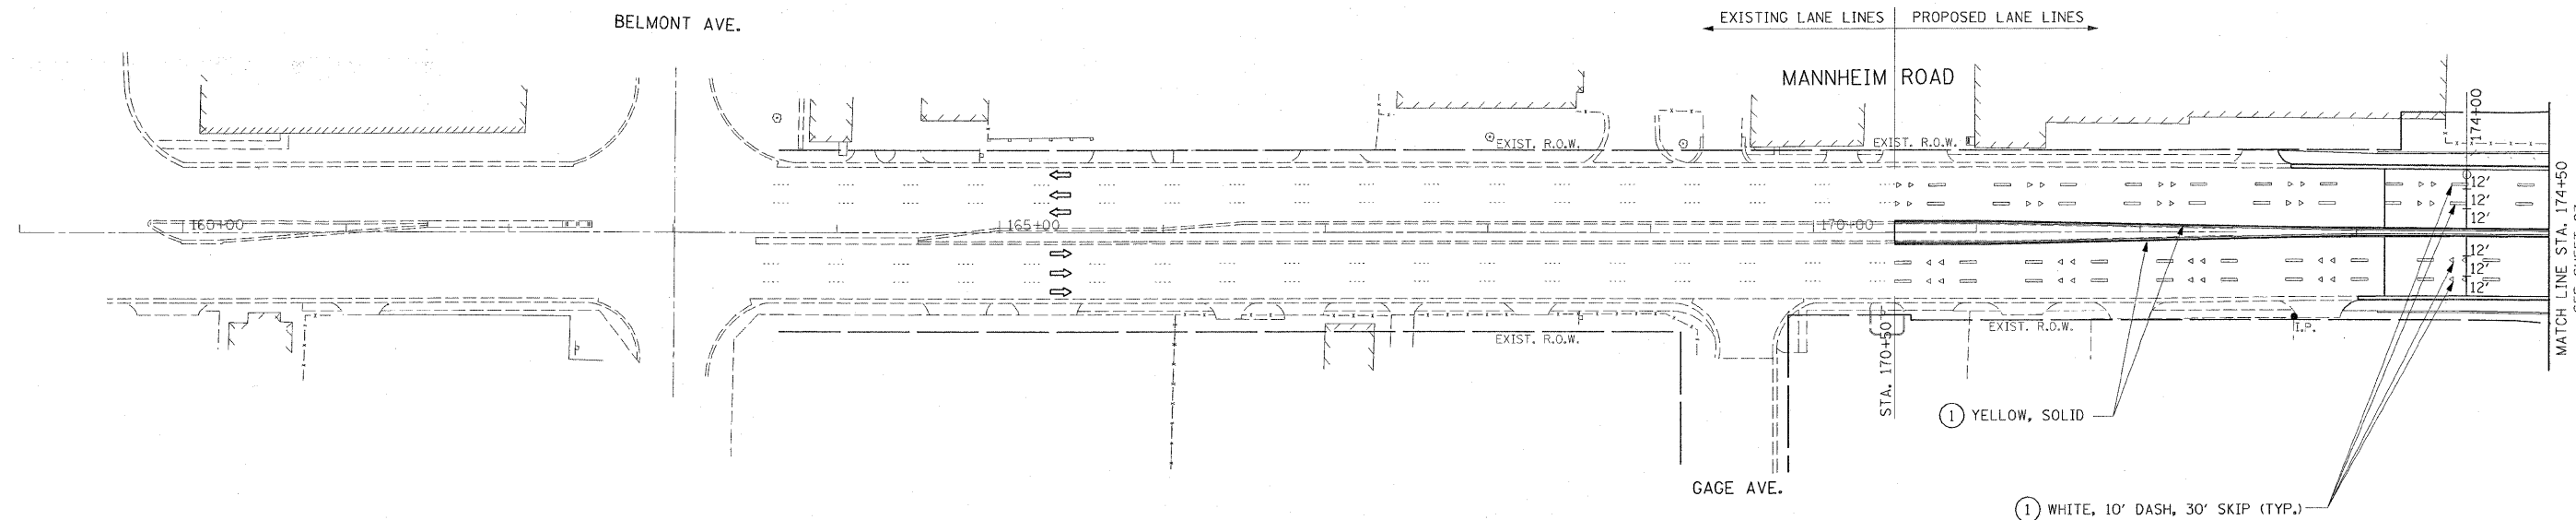 BELMONT AVE.
EXISTING LANE LINES
PROPOSED LANE LINES
MANNHEIM ROAD
174+00
EXIST. R.O.W.
EXIST. R.O.W.
12'
12'
12'
160+00
165+00
170+00
12'
12'
12'
MATCH LINE STA. 174+50
EXIST. R.O.W.
EXIST. R.O.W.
I.P.
STA. 170+50
1 YELLOW, SOLID
GAGE AVE.
1 WHITE, 10' DASH, 30' SKIP (TYP.)